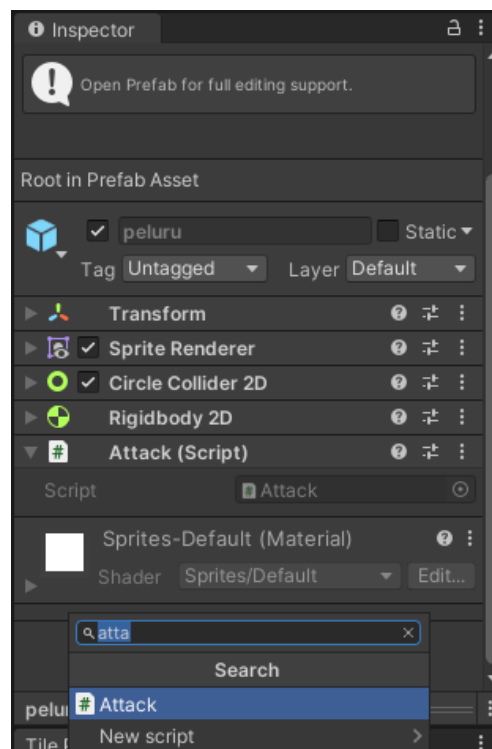 Inspector
Open Prefab for full editing support.
Root in Prefab Asset
peluru Static
Tag Untagged Layer Default
Transform
Sprite Renderer
Circle Collider 2D
Rigidbody 2D
# Attack (Script)
Script # Attack
Sprites-Default (Material)
Shader Sprites/Default Edit...
atta
Search
# Attack
New script